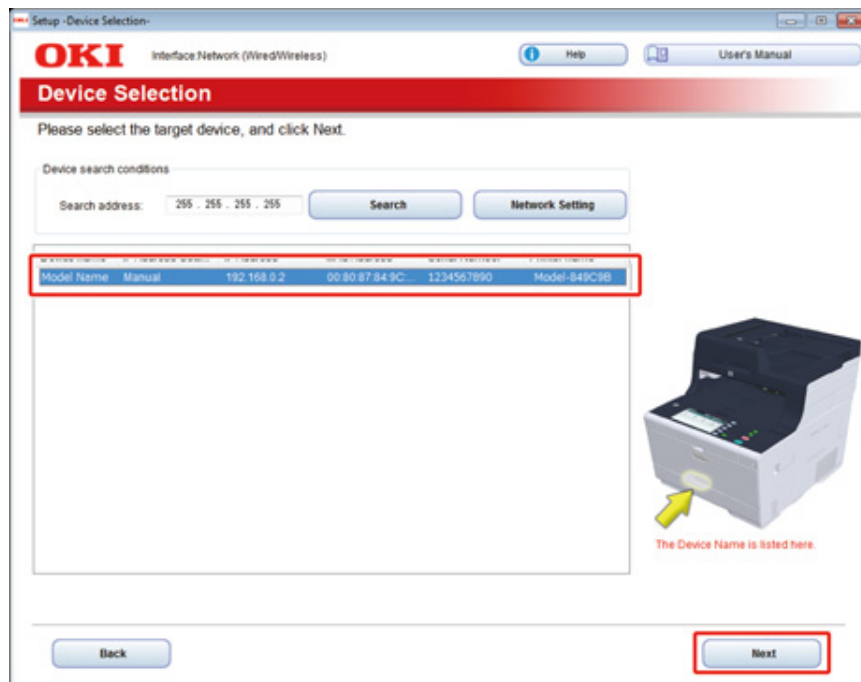 OKI Setup -Device Selection-
OKI Interface:Network (Wired/Wireless) Help User's Manual
Device Selection
Please select the target device, and click Next.
Device search conditions
Search address: 255 . 255 . 255 . 255 Search Network Setting
Model Name Manual 192.168.0.2 00:80:87:84:9C... 1234567890 Model-849C9B
The Device Name is listed here.
Back Next